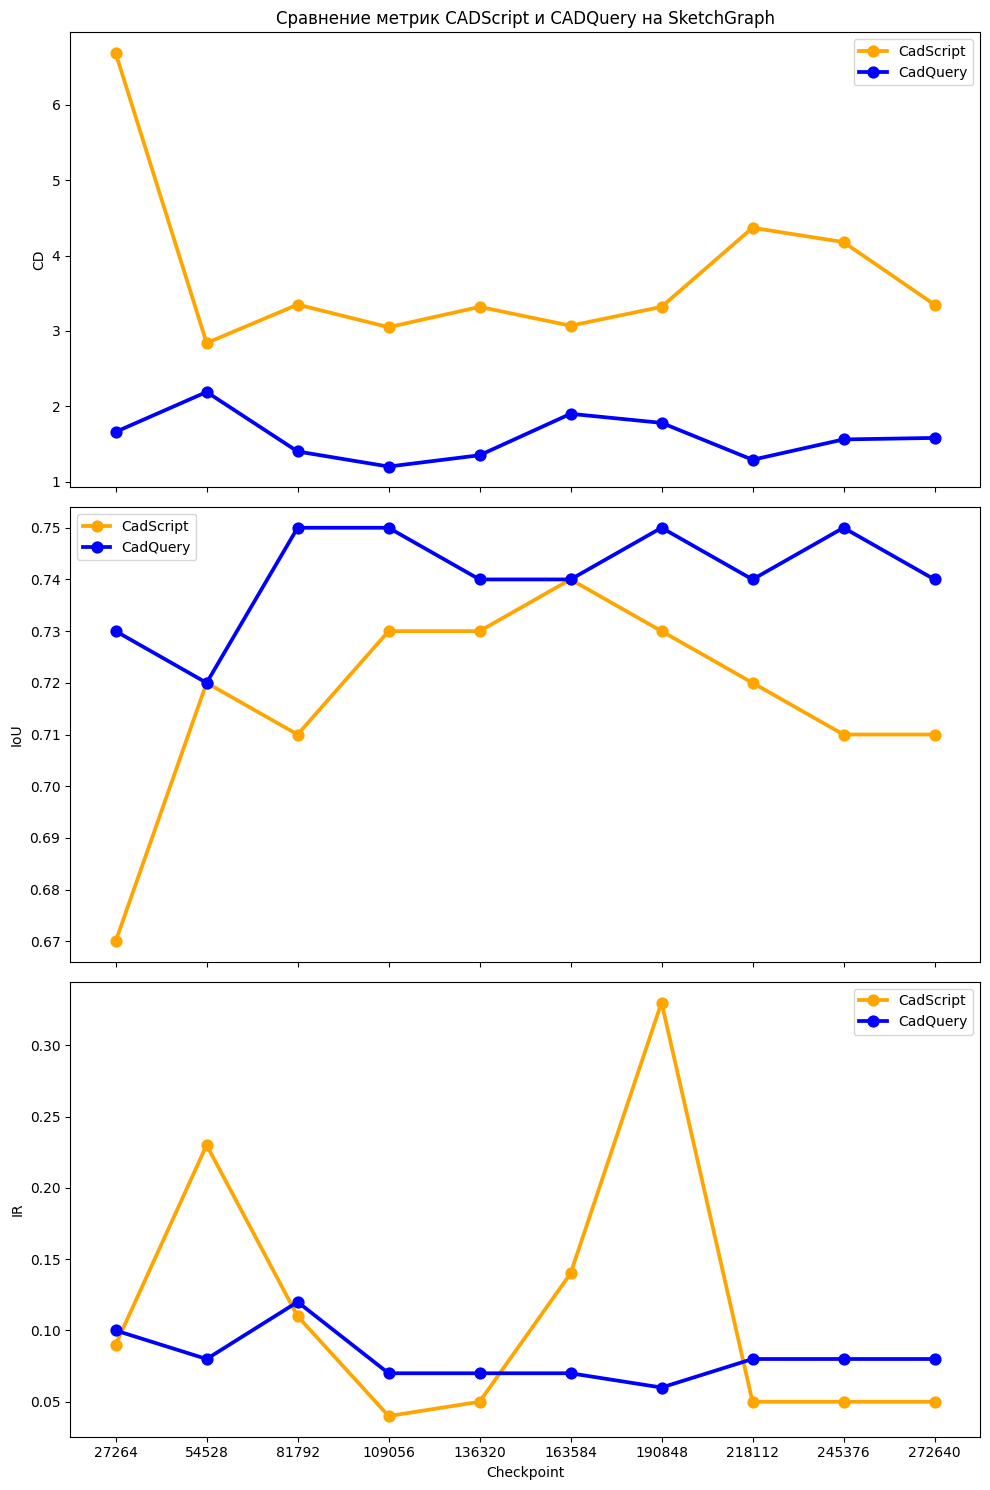 Сравнение метрик CADScript и CADQuery на SketchGraph
CadScript
CadQuery
6
5
4
3
2
1
CD
CadScript
CadQuery
0.75
0.74
0.73
0.72
0.71
0.70
0.69
0.68
0.67
IoU
CadScript
CadQuery
0.30
0.25
0.20
0.15
0.10
0.05
IR
27264 54528 81792 109056 136320 163584 190848 218112 245376 272640
Checkpoint